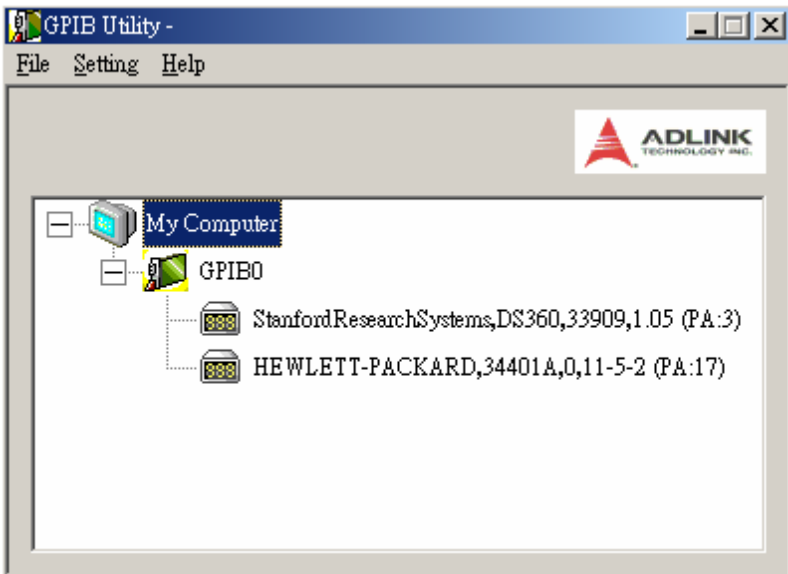 GPIB Utility -
File Setting Help
ADLINK
TECHNOLOGY INC.
My Computer
GPIB0
StanfordResearchSystems,DS360,33909,1.05 (PA:3)
HEWLETT-PACKARD,34401A,0,11-5-2 (PA:17)